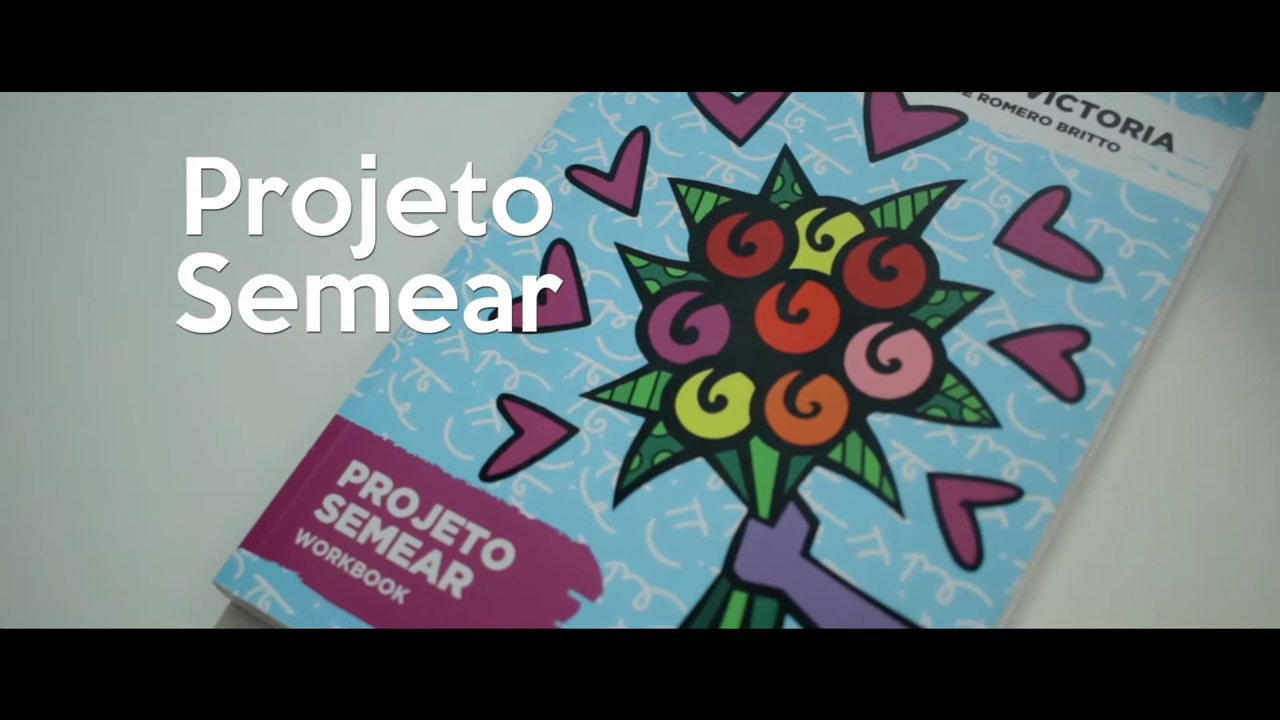 Projeto
Semear
VICTORIA
ROMERO BRITTO
PROJETO
SEMEAR
WORKBOOK